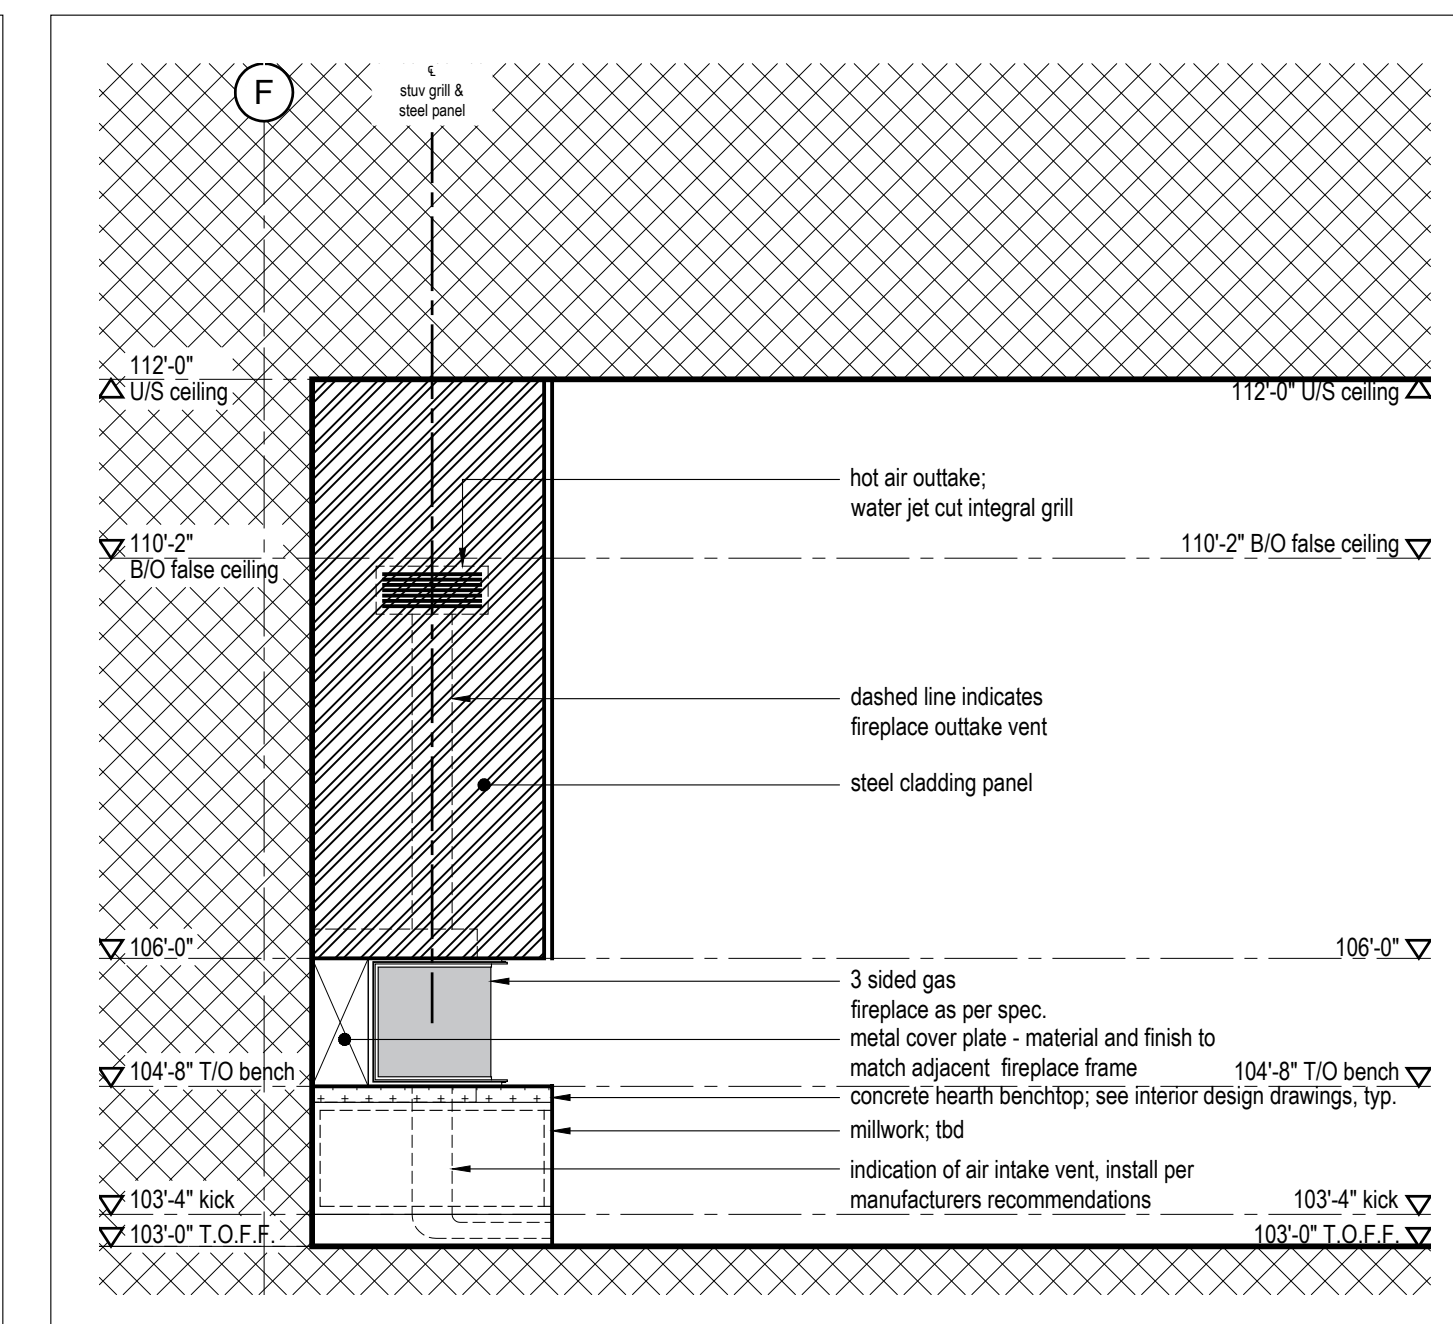 F
℄
stuv grill &
steel panel
112'-0"
U/S ceiling
112'-0" U/S ceiling
hot air outtake;
water jet cut integral grill
110'-2"
B/O false ceiling
110'-2" B/O false ceiling
dashed line indicates
fireplace outtake vent
steel cladding panel
106'-0"
106'-0"
3 sided gas
fireplace as per spec.
metal cover plate - material and finish to
match adjacent fireplace frame
104'-8" T/O bench
104'-8" T/O bench
concrete hearth benchtop; see interior design drawings, typ.
millwork; tbd
indication of air intake vent, install per
manufacturers recommendations
103'-4" kick
103'-4" kick
103'-0" T.O.F.F.
103'-0" T.O.F.F.